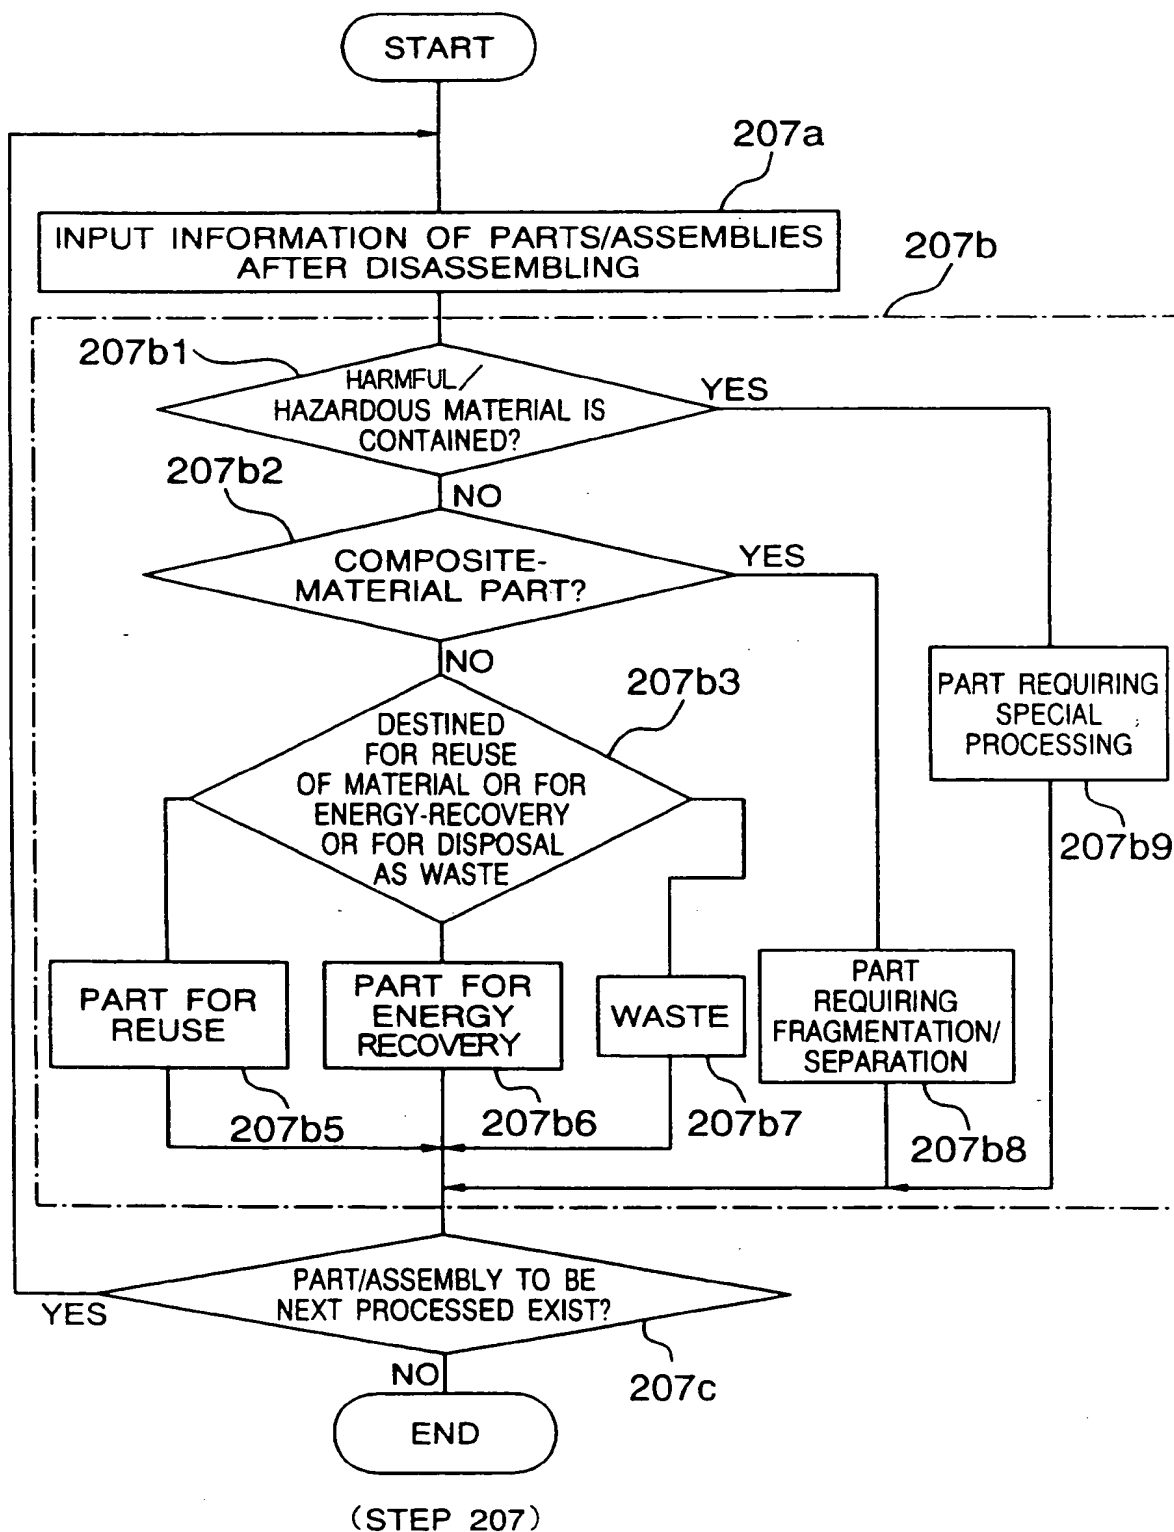 START
207a
INPUT INFORMATION OF PARTS/ASSEMBLIES
AFTER DISASSEMBLING
207b
207b1
HARMFUL/
HAZARDOUS MATERIAL IS
CONTAINED?
YES
207b2
NO
COMPOSITE-
MATERIAL PART?
YES
NO
207b3
DESTINED
FOR REUSE
OF MATERIAL OR FOR
ENERGY-RECOVERY
OR FOR DISPOSAL
AS WASTE
PART REQUIRING
SPECIAL
PROCESSING
207b9
PART FOR
REUSE
207b5
PART FOR
ENERGY
RECOVERY
207b6
WASTE
207b7
PART
REQUIRING
FRAGMENTATION/
SEPARATION
207b8
PART/ASSEMBLY TO BE
NEXT PROCESSED EXIST?
YES
207c
NO
END
(STEP 207)